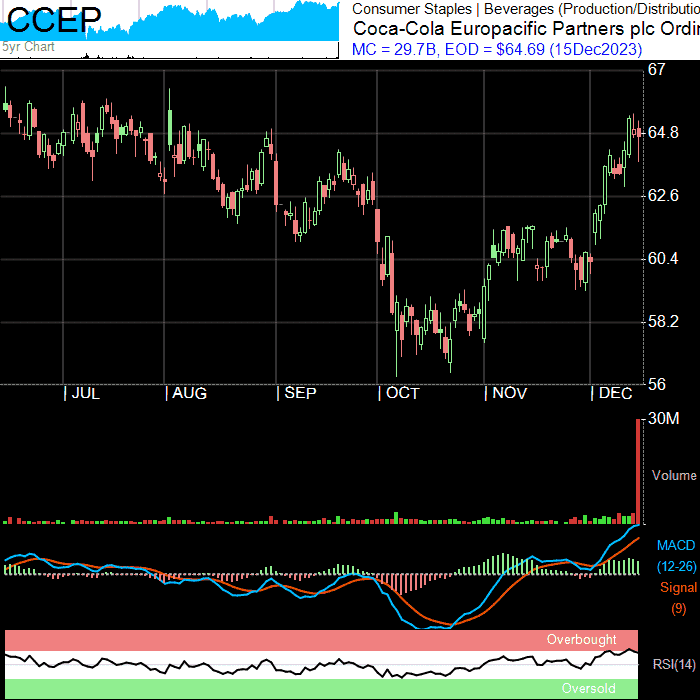 CCEP
Consumer Staples | Beverages (Production/Distributio
Coca-Cola Europacific Partners plc Ordin
MC = 29.7B, EOD = $64.69 (15Dec2023)
5yr Chart
67
64.8
62.6
60.4
58.2
56
| JUL | AUG | SEP | OCT | NOV | DEC
30M
Volume
MACD
(12-26)
Signal
(9)
Overbought
RSI(14)
Oversold